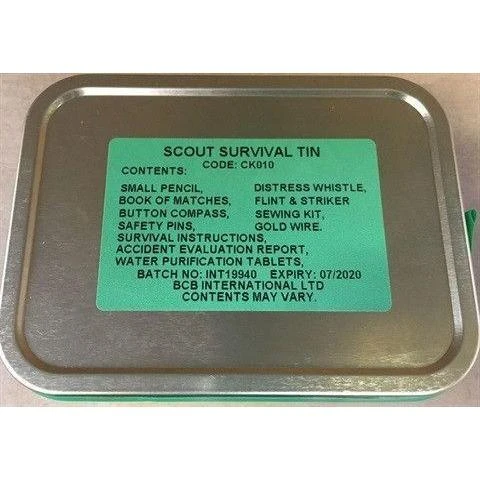 SCOUT SURVIVAL TIN
CODE: CK010
CONTENTS:
SMALL PENCIL, DISTRESS WHISTLE,
BOOK OF MATCHES, FLINT & STRIKER
BUTTON COMPASS, SEWING KIT,
SAFETY PINS, GOLD WIRE.
SURVIVAL INSTRUCTIONS,
ACCIDENT EVALUATION REPORT,
WATER PURIFICATION TABLETS,
BATCH NO: INT19940 EXPIRY: 07/2020
BCB INTERNATIONAL LTD
CONTENTS MAY VARY.